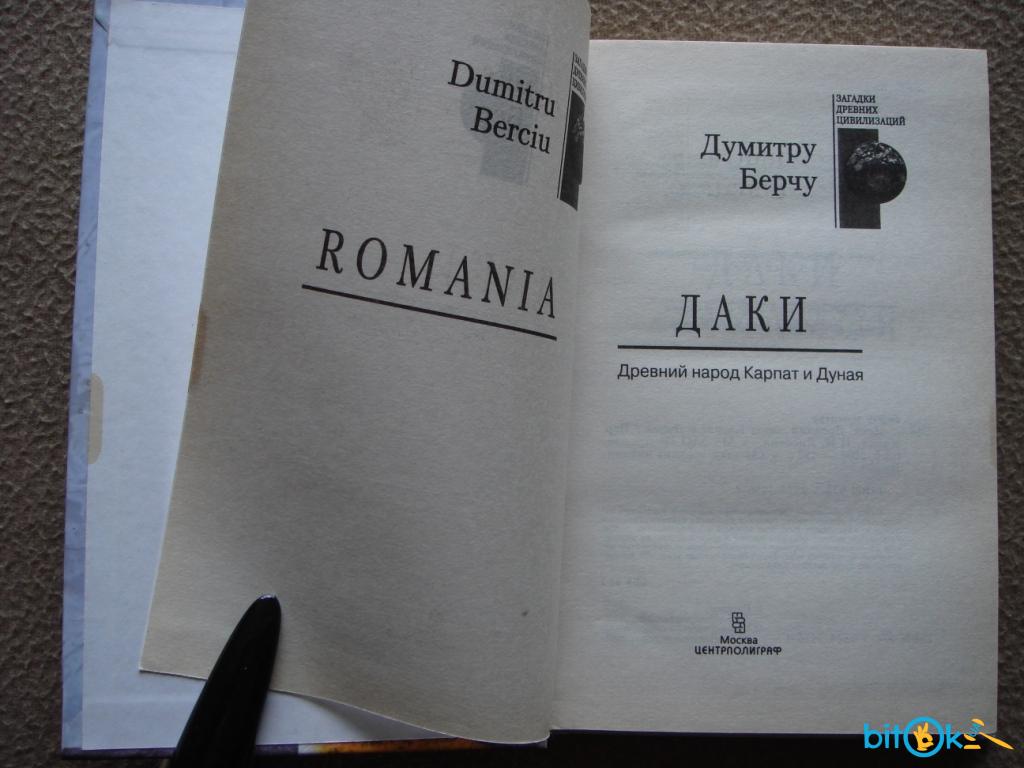 Dumitru
Berciu
ROMANIA
ЗАГАДКИ
ДРЕВНИХ
ЦИВИЛИЗАЦИЙ
Думитру
Берчу
ДАКИ
Древний народ Карпат и Дуная
Москва
ЦЕНТРПОЛИГРАФ
bitok